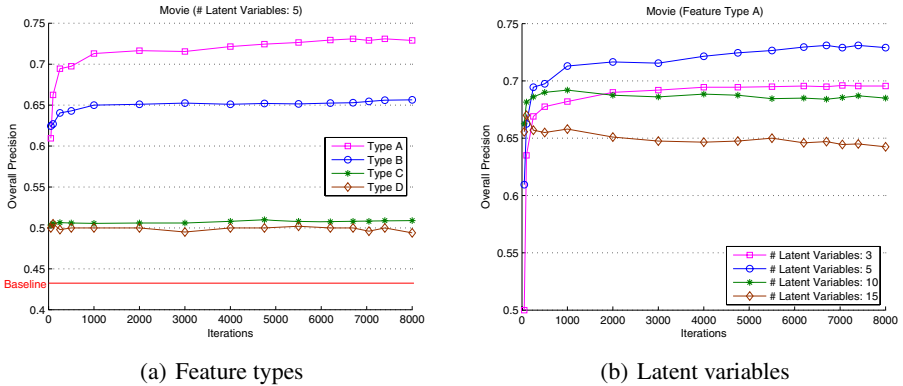 Movie (# Latent Variables: 5)
0.75
0.7
0.65
0.6
0.55
0.5
0.45
0.4
Overall Precision
Baseline
Type A
Type B
Type C
Type D
0 1000 2000 3000 4000 5000 6000 7000 8000
Iterations
(a) Feature types
Movie (Feature Type A)
0.75
0.7
0.65
0.6
0.55
0.5
Overall Precision
# Latent Variables: 3
# Latent Variables: 5
# Latent Variables: 10
# Latent Variables: 15
0 1000 2000 3000 4000 5000 6000 7000 8000
Iterations
(b) Latent variables